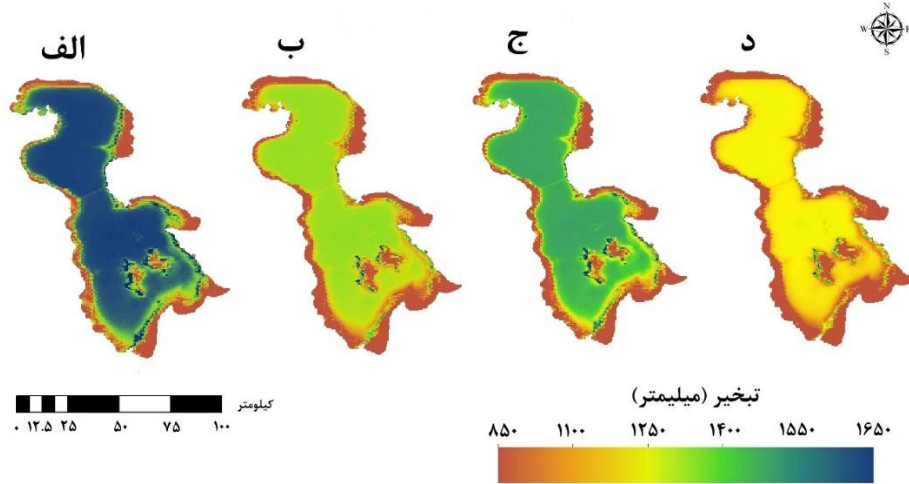 N
W E
S
الف ب ج د
تبخیر (میلیمتر)
۸۵۰ ۱۱۰۰ ۱۲۵۰ ۱۴۰۰ ۱۵۵۰ ۱۶۵۰
کیلومتر
۰ ۱۲.۵ ۲۵ ۵۰ ۷۵ ۱۰۰